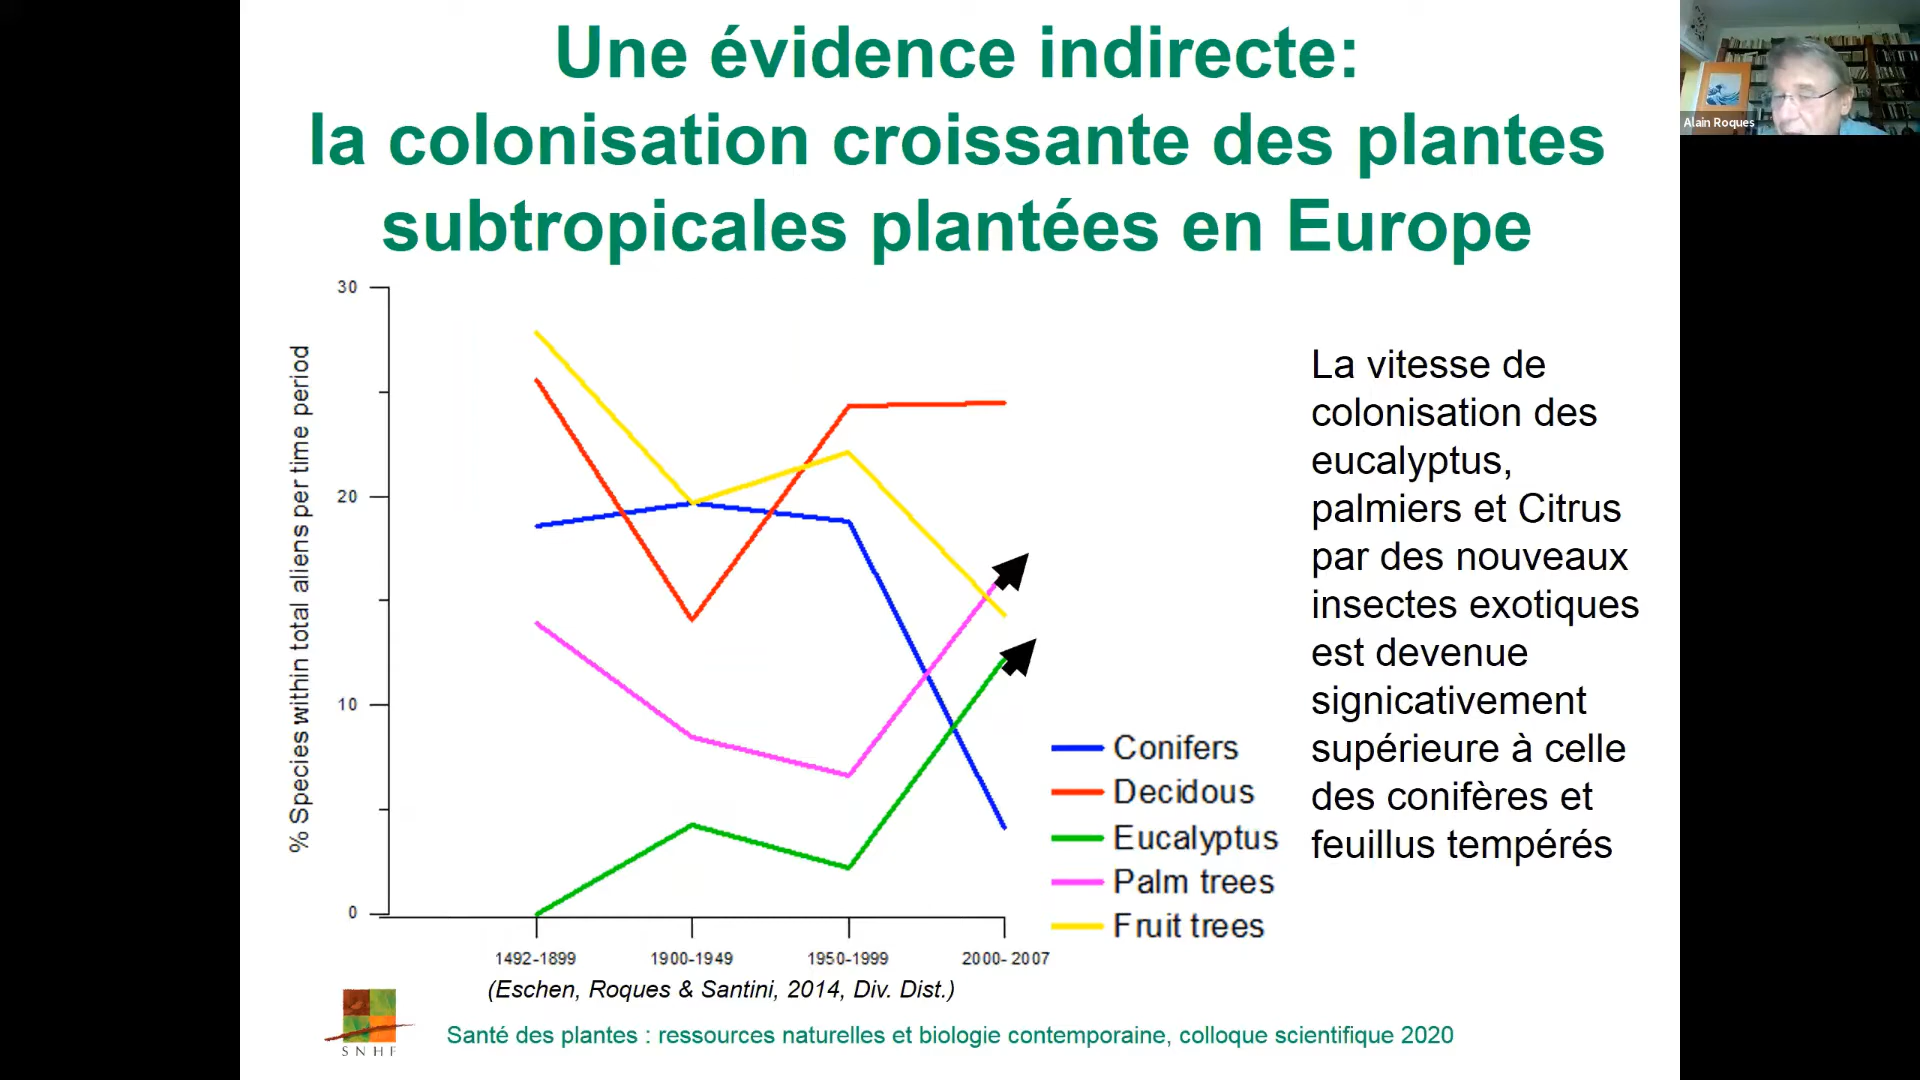 Une évidence indirecte:
la colonisation croissante des plantes
subtropicales plantées en Europe
Alain Roques
30
20
10
0
% Species within total aliens per time period
1492-1899
1900-1949
1950-1999
2000- 2007
Conifers
Decidous
Eucalyptus
Palm trees
Fruit trees
La vitesse de
colonisation des
eucalyptus,
palmiers et Citrus
par des nouveaux
insectes exotiques
est devenue
signicativement
supérieure à celle
des conifères et
feuillus tempérés
(Eschen, Roques & Santini, 2014, Div. Dist.)
SNHF
Santé des plantes : ressources naturelles et biologie contemporaine, colloque scientifique 2020